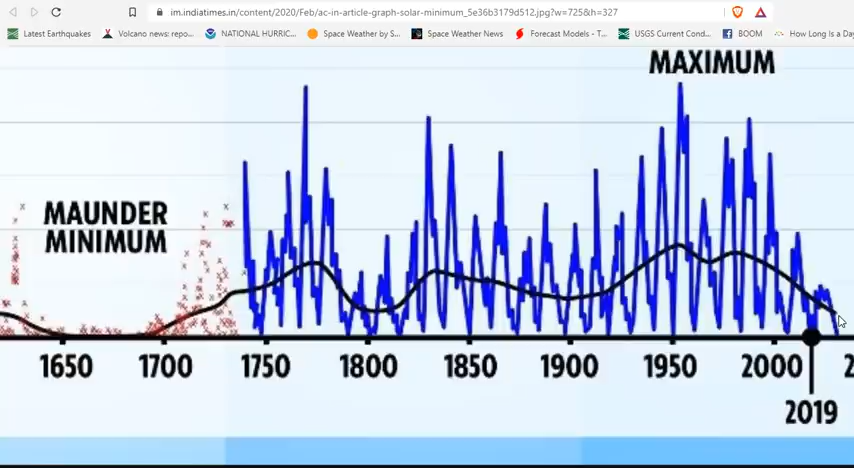 im.indiatimes.in/content/2020/Feb/ac-in-article-graph-solar-minimum_5e36b3179d512.jpg?w=725&h=327
Latest Earthquakes Volcano news: repo... NATIONAL HURRIC... Space Weather by S... Space Weather News Forecast Models - T... USGS Current Cond... BOOM How Long Is a Day
MAXIMUM
MAUNDER
MINIMUM
1650 1700 1750 1800 1850 1900 1950 2000 2
2019